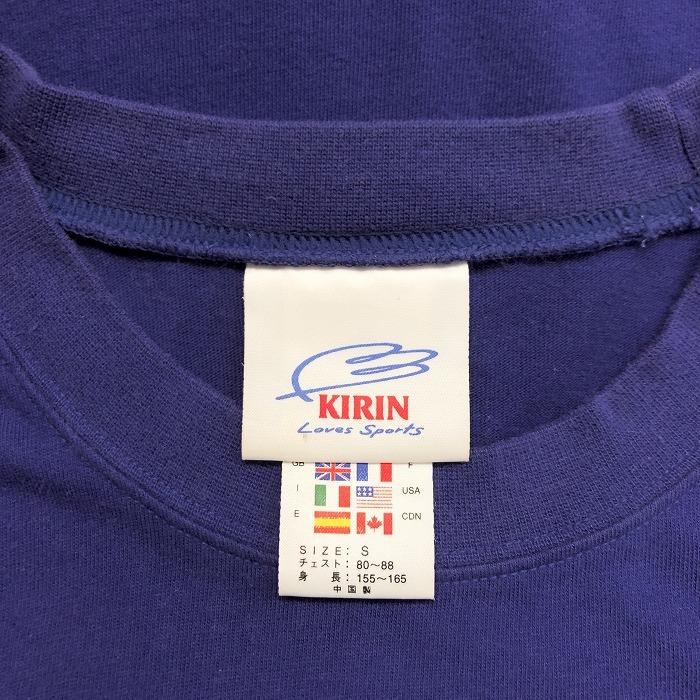 KIRIN
Loves Sports
GB F
I USA
E CDN
SIZE: S
チェスト: 80~88
身 長: 155~165
中国製